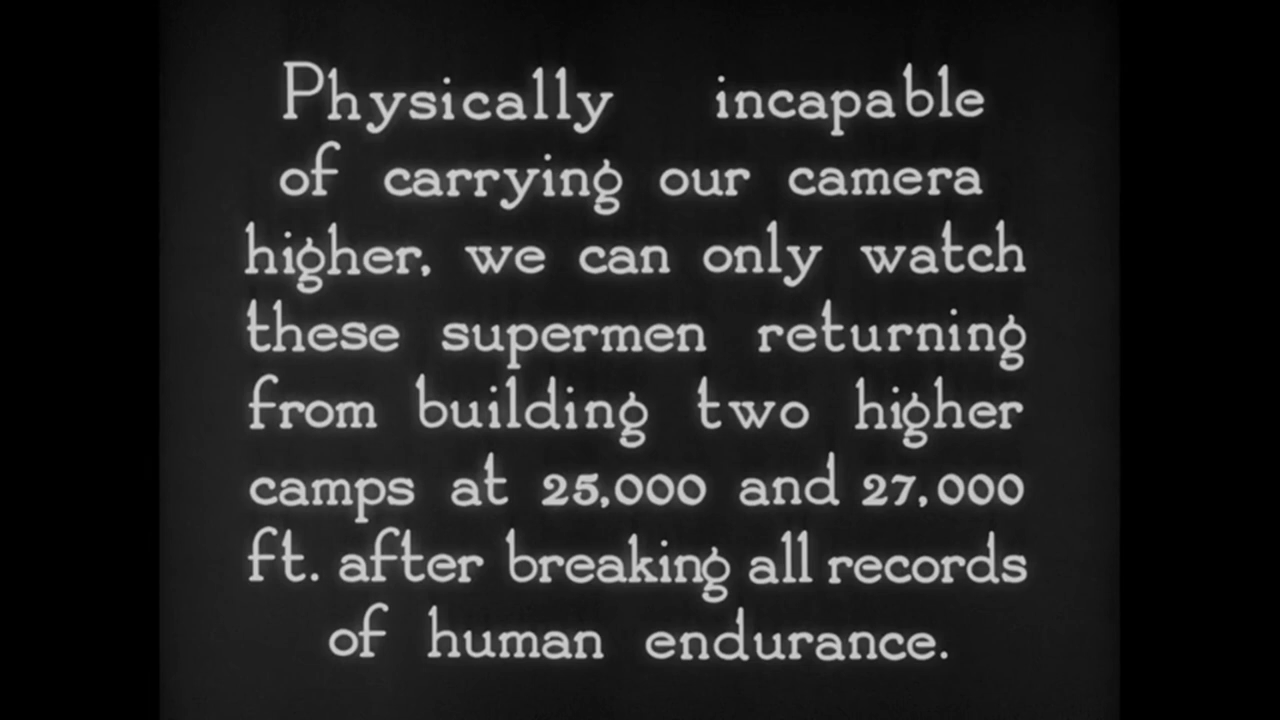 Physically incapable
of carrying our camera
higher, we can only watch
these supermen returning
from building two higher
camps at 25,000 and 27,000
ft. after breaking all records
of human endurance.